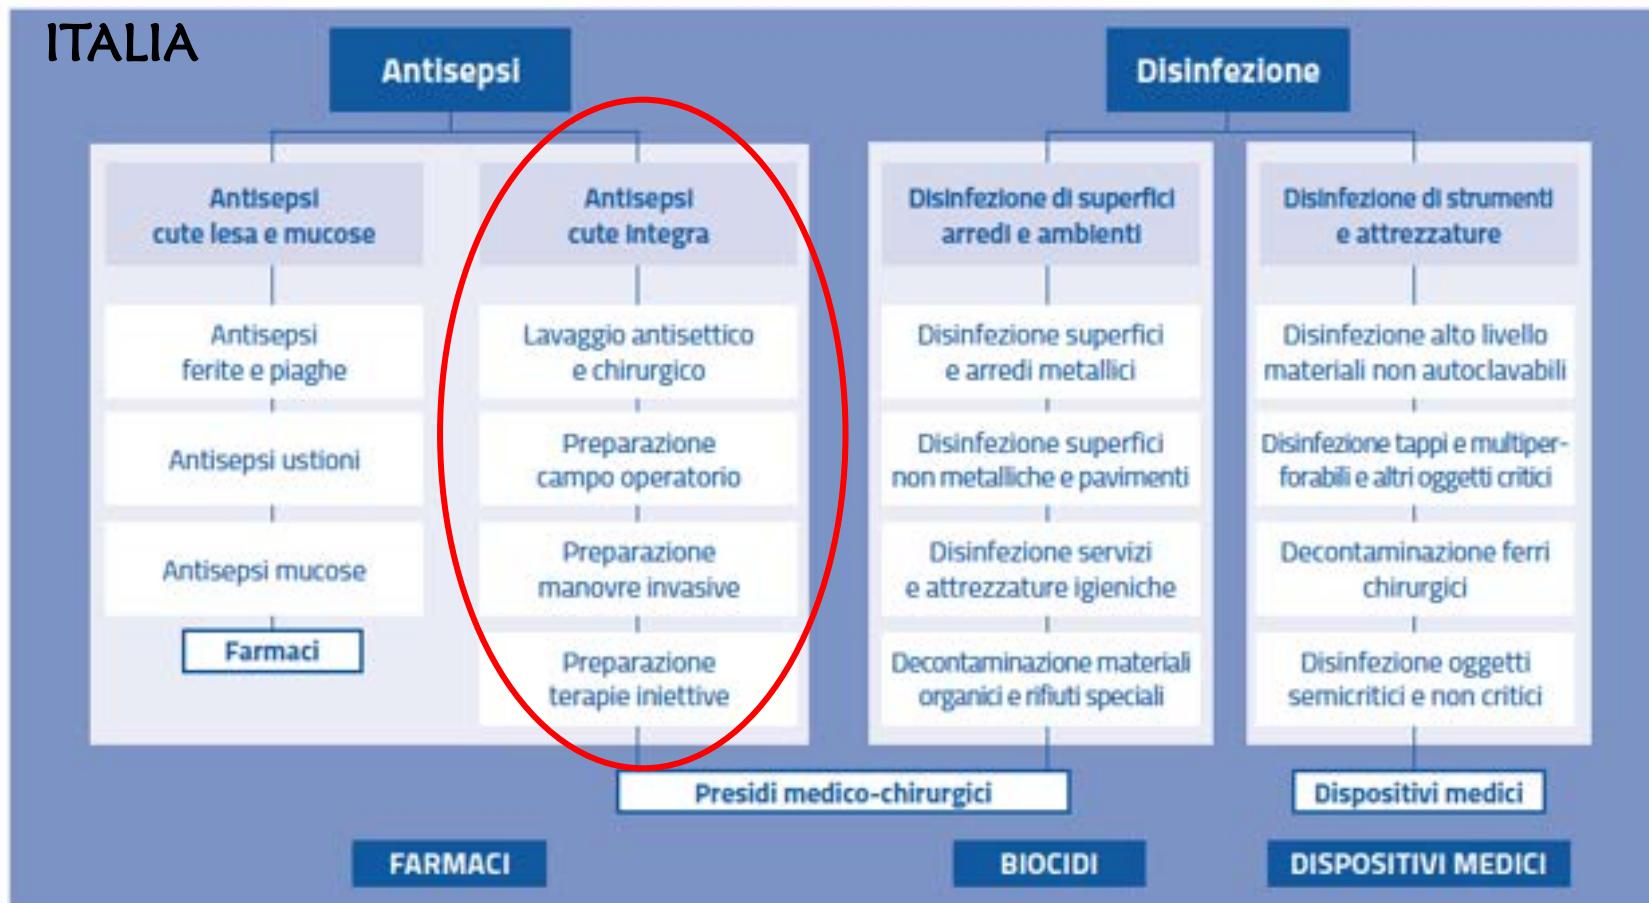 ITALIA
Antisepsi
Disinfezione
Antisepsi
cute lesa e mucose
Antisepsi
ferite e piaghe
Antisepsi ustioni
Antisepsi mucose
Farmaci
Antisepsi
cute integra
Lavaggio antisettico
e chirurgico
Preparazione
campo operatorio
Preparazione
manovre invasive
Preparazione
terapie iniettive
Disinfezione di superfici
arredi e ambienti
Disinfezione superfici
e arredi metallici
Disinfezione superfici
non metalliche e pavimenti
Disinfezione servizi
e attrezzature igieniche
Decontaminazione materiali
organici e rifiuti speciali
Disinfezione di strumenti
e attrezzature
Disinfezione alto livello
materiali non autoclavabili
Disinfezione tappi e multiper-
forabili e altri oggetti critici
Decontaminazione ferri
chirurgici
Disinfezione oggetti
semicritici e non critici
Presidi medico-chirurgici
Dispositivi medici
FARMACI
BIOCIDI
DISPOSITIVI MEDICI